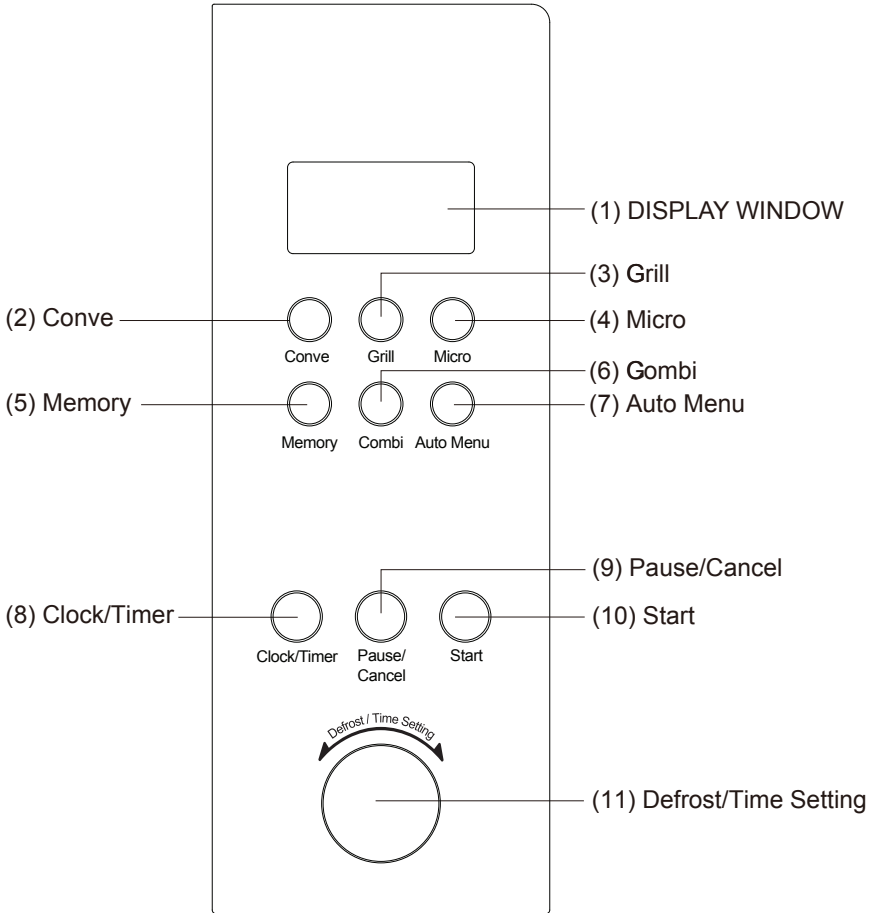 (1) DISPLAY WINDOW
(3) Grill
(2) Conve
(4) Micro
Conve Grill Micro
(6) Gombi
(5) Memory
(7) Auto Menu
Memory Combi Auto Menu
(9) Pause/Cancel
(8) Clock/Timer
(10) Start
Clock/Timer Pause/ Start
Cancel
Defrost / Time Setting
(11) Defrost/Time Setting